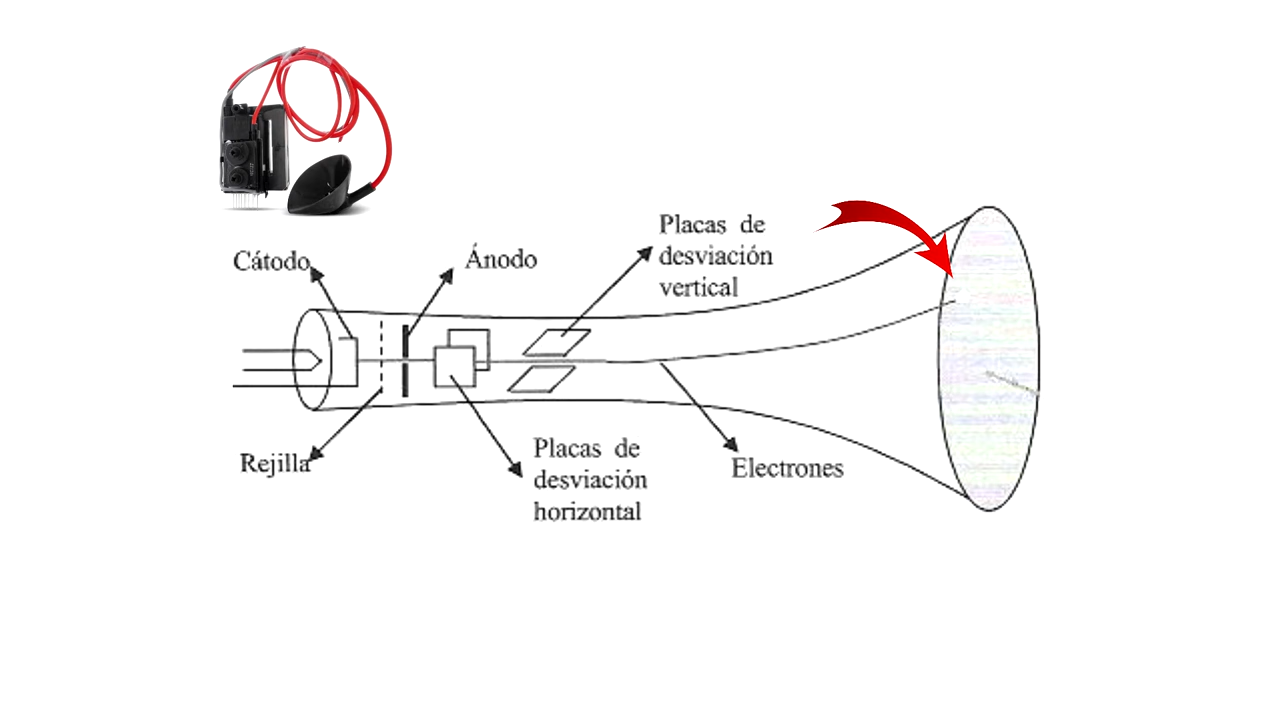 Placas de
desviación
vertical
Cátodo
Ánodo
Rejilla
Placas de
desviación
horizontal
Electrones